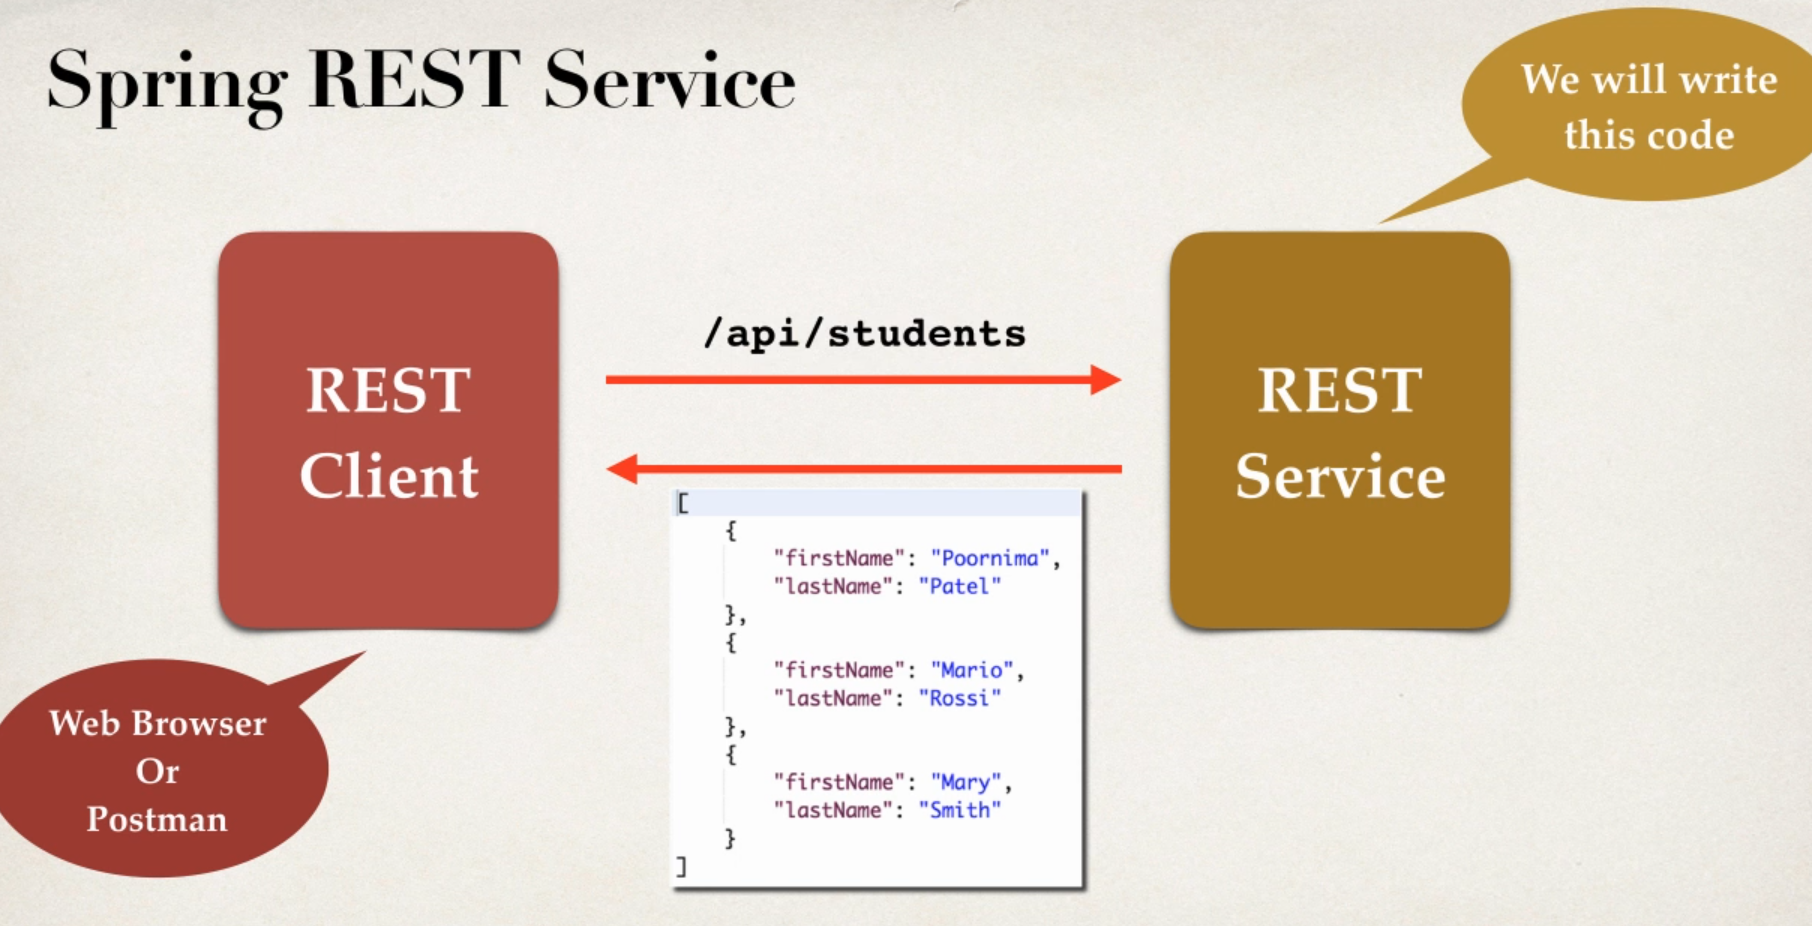 Spring REST Service
We will write
this code
/api/students
REST
Client
REST
Service
[
{
"firstName": "Poornima",
"lastName": "Patel"
},
{
"firstName": "Mario",
"lastName": "Rossi"
},
{
"firstName": "Mary",
"lastName": "Smith"
}
]
Web Browser
Or
Postman